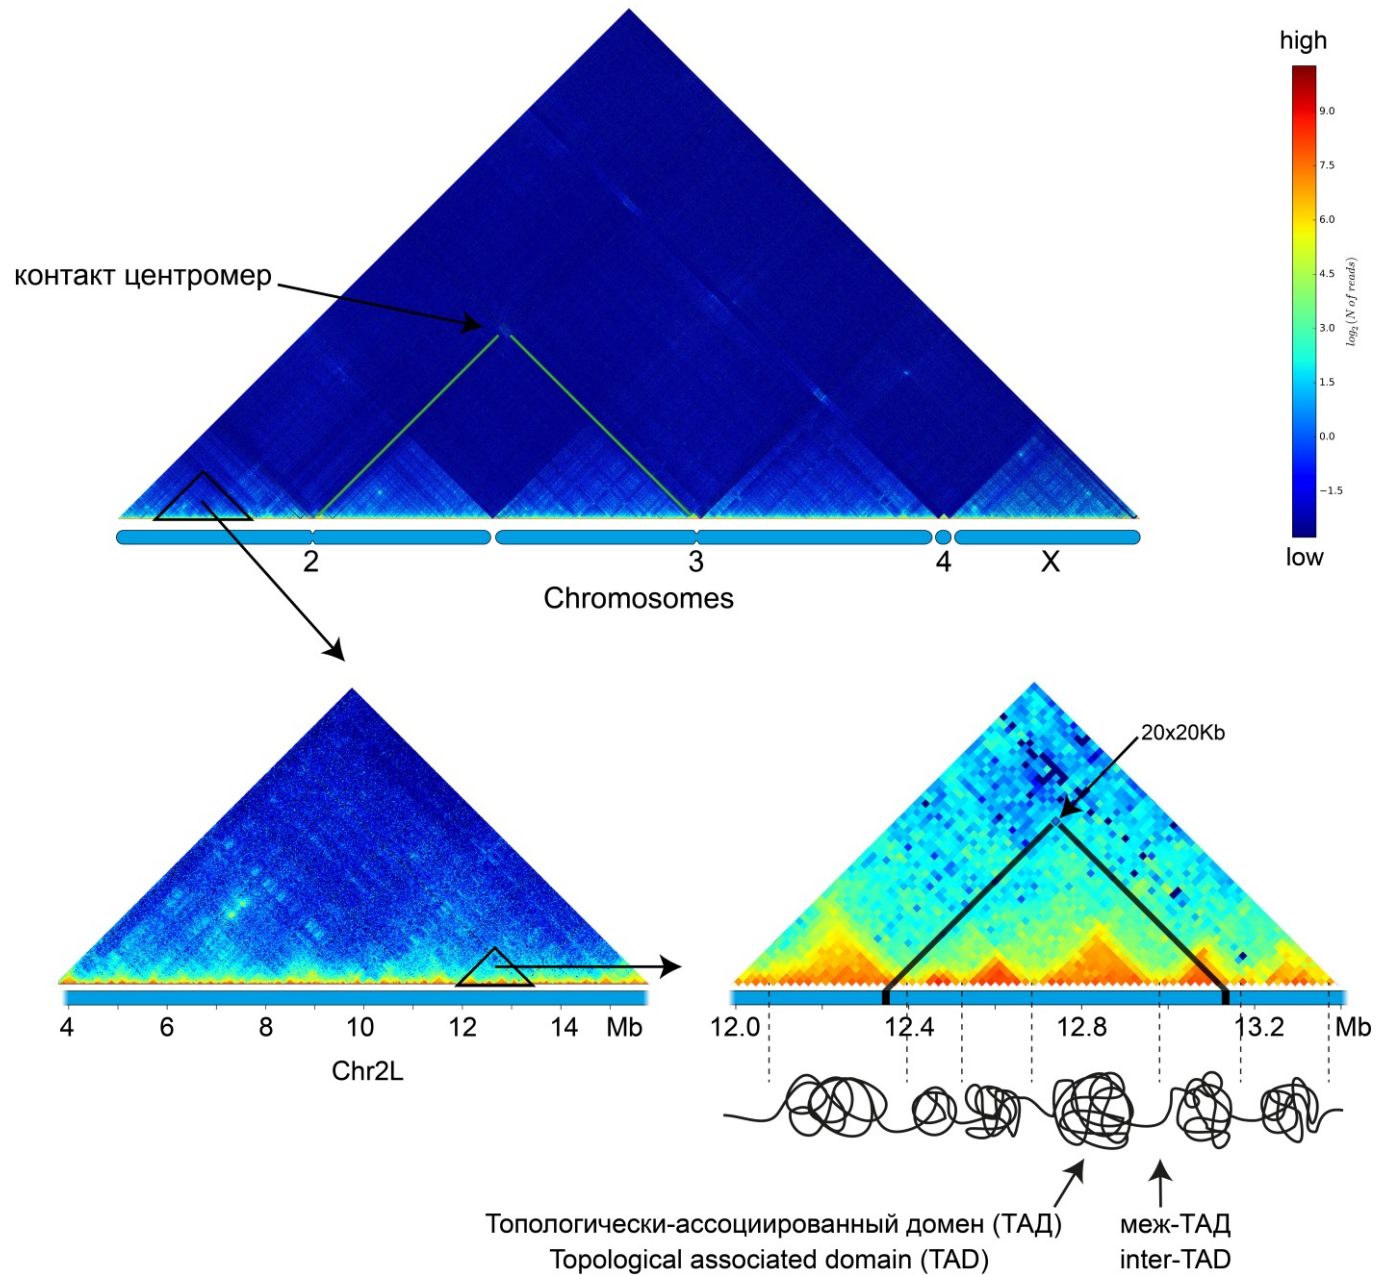 high
9.0
7.5
6.0
4.5
3.0
1.5
0.0
−1.5
log₂(N of reads)
low
контакт центромер
2
3
4
X
Chromosomes
20x20Kb
4
6
8
10
12
14
Mb
Chr2L
12.0
12.4
12.8
13.2
Mb
Топологически-ассоциированный домен (ТАД)
Topological associated domain (TAD)
меж-ТАД
inter-TAD